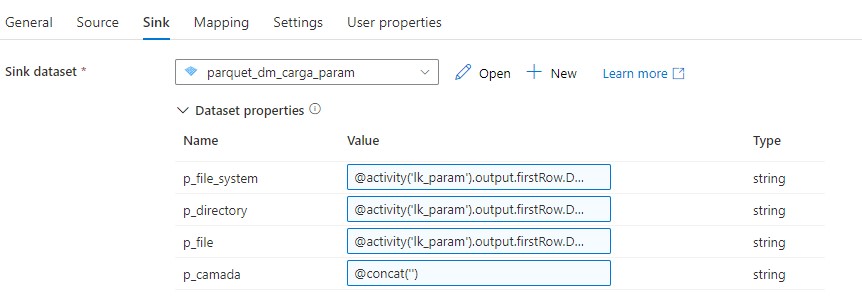 General Source Sink Mapping Settings User properties
Sink dataset * parquet_dm_carga_param Open New Learn more
Dataset properties
Name Value Type
p_file_system @activity('lk_param').output.firstRow.D... string
p_directory @activity('lk_param').output.firstRow.D... string
p_file @activity('lk_param').output.firstRow.D... string
p_camada @concat('') string